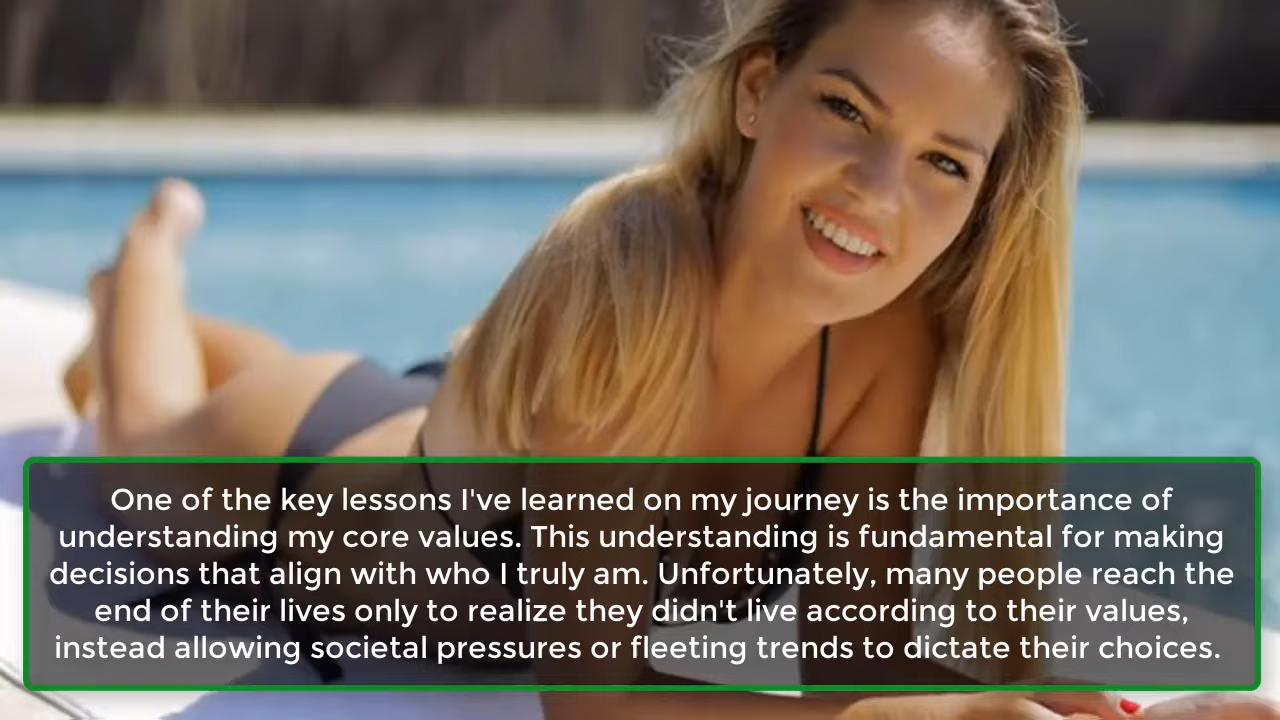 One of the key lessons I've learned on my journey is the importance of
understanding my core values. This understanding is fundamental for making
decisions that align with who I truly am. Unfortunately, many people reach the
end of their lives only to realize they didn't live according to their values,
instead allowing societal pressures or fleeting trends to dictate their choices.